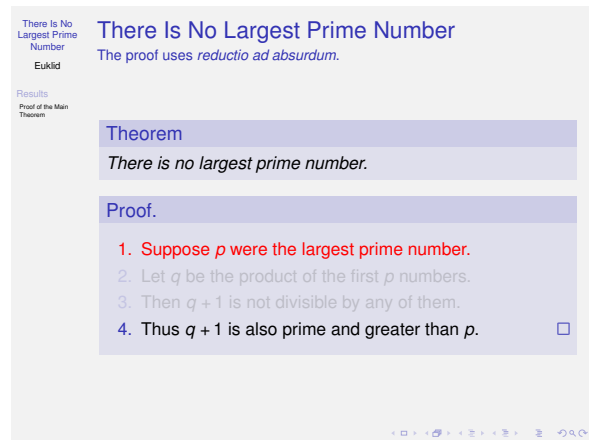 There Is No
Largest Prime
Number
Euklid
Results
Proof of the Main
Theorem
There Is No Largest Prime Number
The proof uses reductio ad absurdum.
Theorem
There is no largest prime number.
Proof.
1. Suppose p were the largest prime number.
2. Let q be the product of the first p numbers.
3. Then q + 1 is not divisible by any of them.
4. Thus q + 1 is also prime and greater than p. □